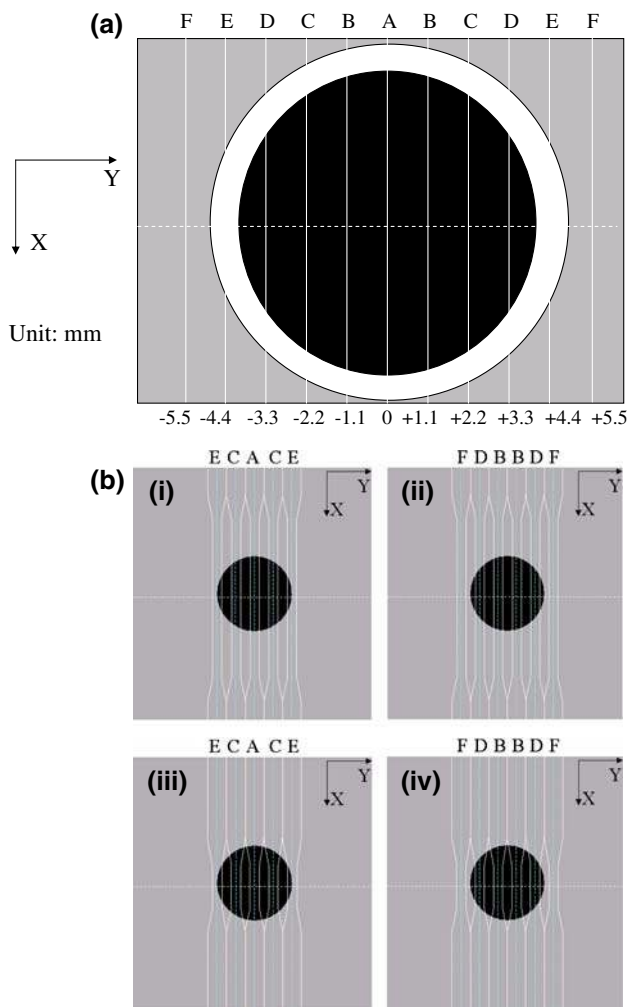 (a)
F E D C B A B C D E F
Y
X
Unit: mm
-5.5 -4.4 -3.3 -2.2 -1.1 0 +1.1 +2.2 +3.3 +4.4 +5.5
(b)
E C A C E
(i)
Y
X
F D B B D F
(ii)
Y
X
E C A C E
(iii)
Y
X
F D B B D F
(iv)
Y
X